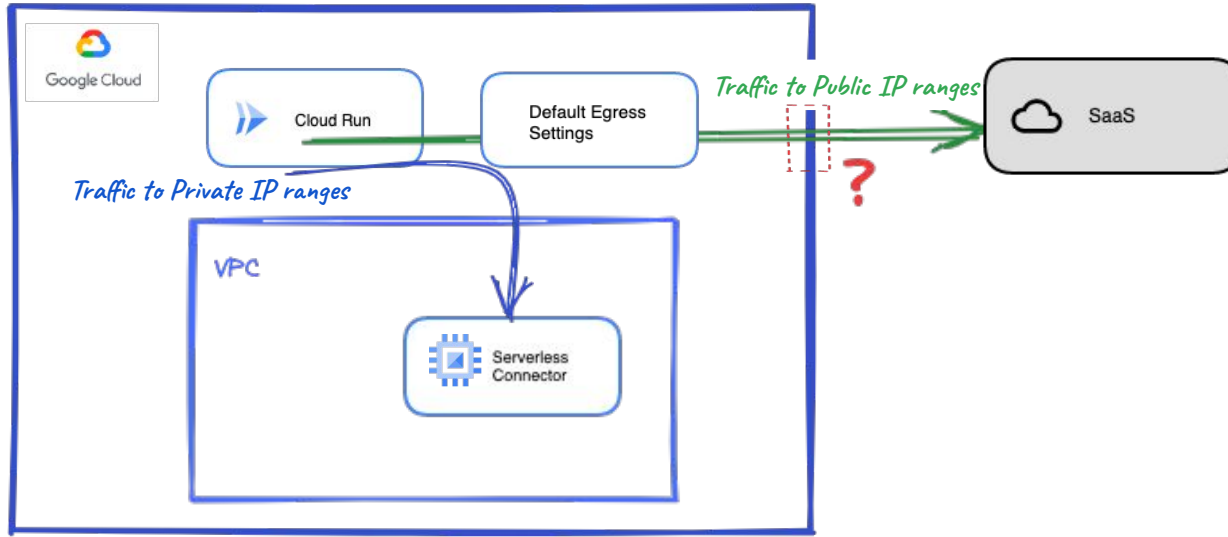 Google Cloud
Cloud Run
Default Egress
Settings
Traffic to Public IP ranges
SaaS
?
Traffic to Private IP ranges
VPC
Serverless
Connector